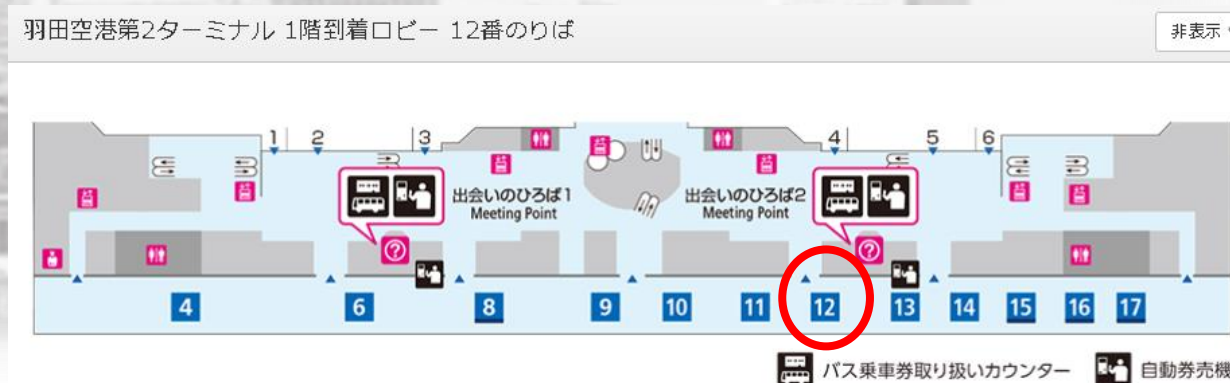 羽田空港第2ターミナル 1階到着ロビー 12番のりば
非表示
1 2 3 4 5 6
出会いのひろば1
Meeting Point
出会いのひろば2
Meeting Point
? ?
4 6 8 9 10 11 12 13 14 15 16 17
バス乗車券取り扱いカウンター 自動券売機